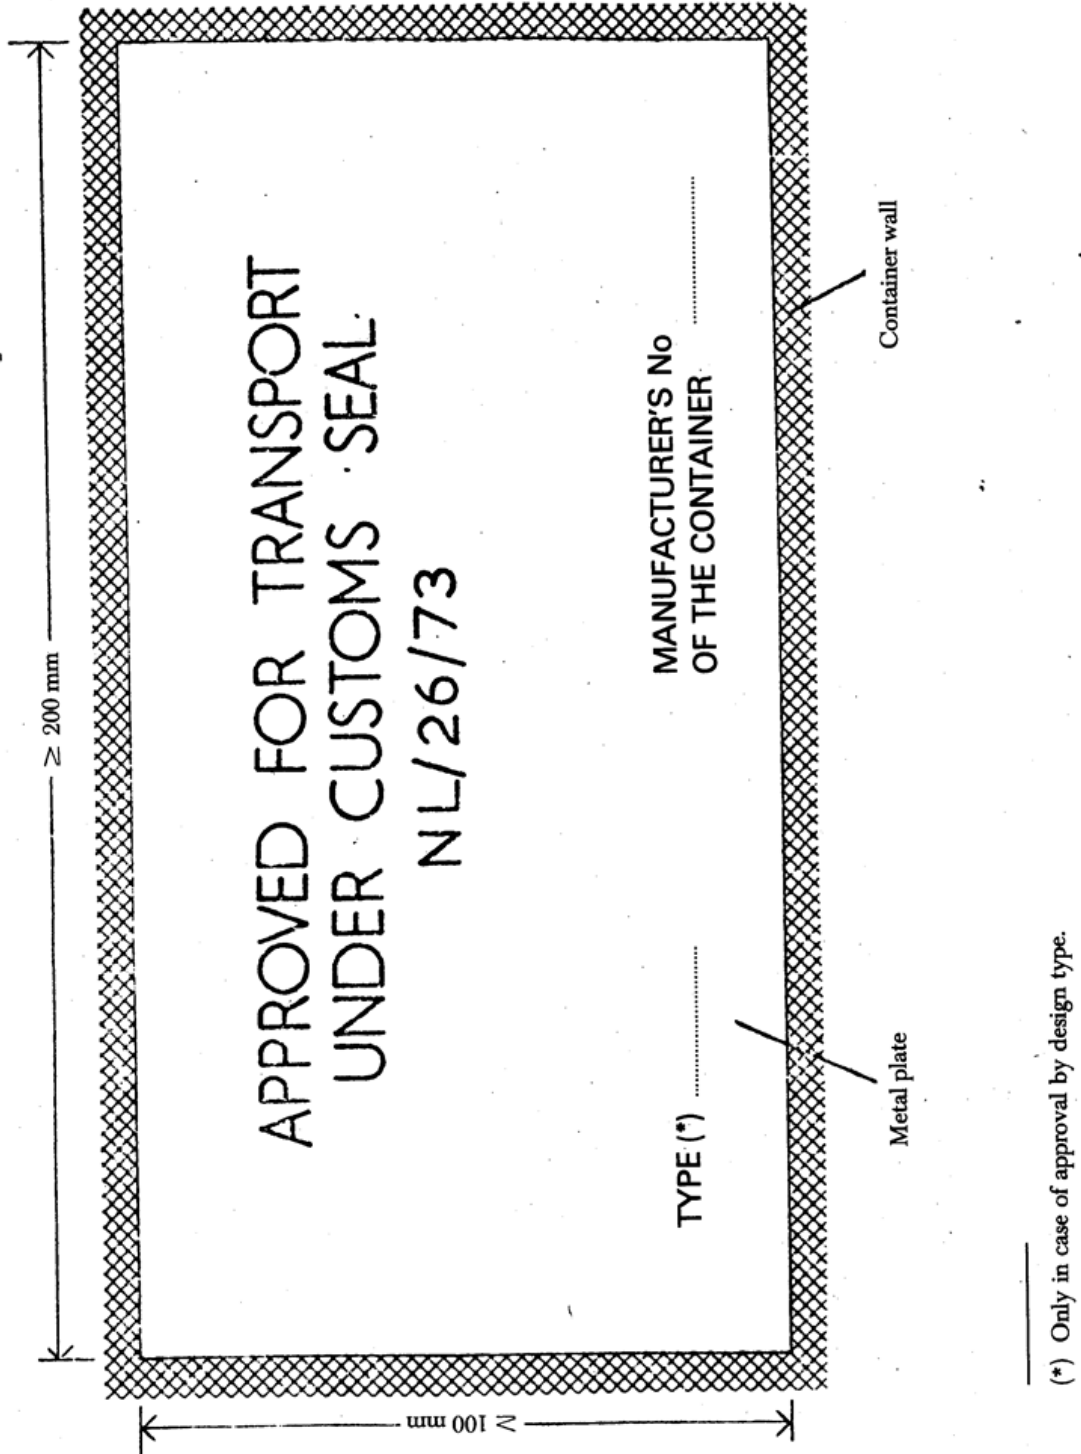 ≥ 200 mm
≥ 100 mm
APPROVED FOR TRANSPORT
UNDER CUSTOMS SEAL
NL/26/73
TYPE (*) ....................
MANUFACTURER'S No
OF THE CONTAINER ....................
Metal plate
Container wall
(*) Only in case of approval by design type.